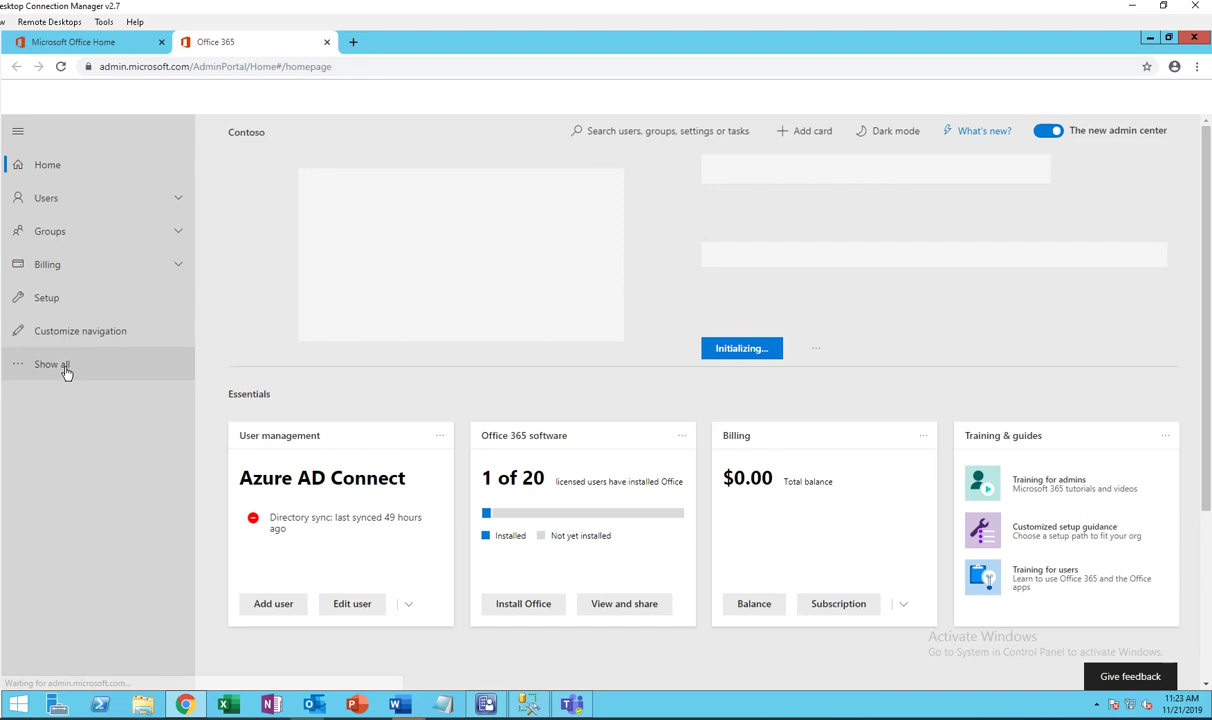 esktop Connection Manager v2.7
w Remote Desktops Tools Help
Microsoft Office Home
Office 365
admin.microsoft.com/AdminPortal/Home#/homepage
Contoso
Search users, groups, settings or tasks
Add card
Dark mode
What's new?
The new admin center
Home
Users
Groups
Billing
Setup
Customize navigation
Show all
Initializing...
Essentials
User management
Azure AD Connect
Directory sync: last synced 49 hours
ago
Add user
Edit user
Office 365 software
1 of 20 licensed users have installed Office
Installed Not yet installed
Install Office
View and share
Billing
$0.00 Total balance
Balance
Subscription
Training & guides
Training for admins
Microsoft 365 tutorials and videos
Customized setup guidance
Choose a setup path to fit your org
Training for users
Learn to use Office 365 and the Office
apps
Activate Windows
Go to System in Control Panel to activate Windows.
Give feedback
Waiting for admin.microsoft.com...
11:23 AM
11/21/2019